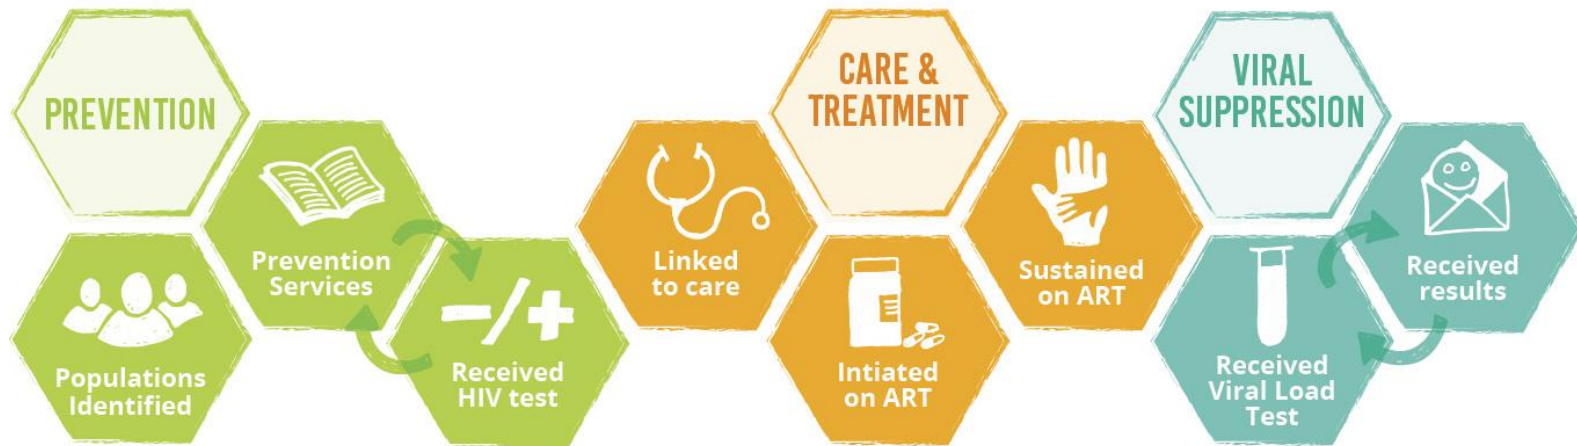 PREVENTION
Populations
Identified
Prevention
Services
Received
HIV test
CARE &
TREATMENT
Linked
to care
Intiated
on ART
Sustained
on ART
VIRAL
SUPPRESSION
Received
Viral Load
Test
Received
results